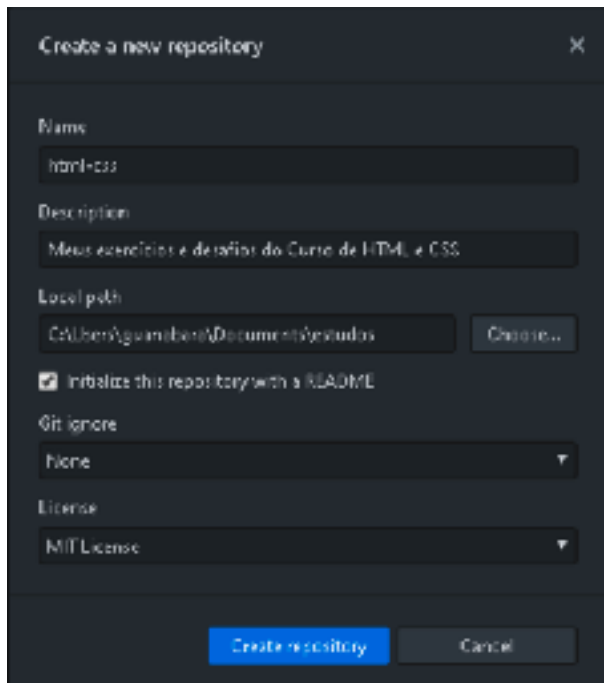 Create a new repository
Name
html-css
Description
Meus exercícios e desafios do Curso de HTML e CSS
Local path
C:\Users\guanabara\Documents\estudos
Choose...
Initialize this repository with a README
Git ignore
None
License
MIT License
Create repository
Cancel